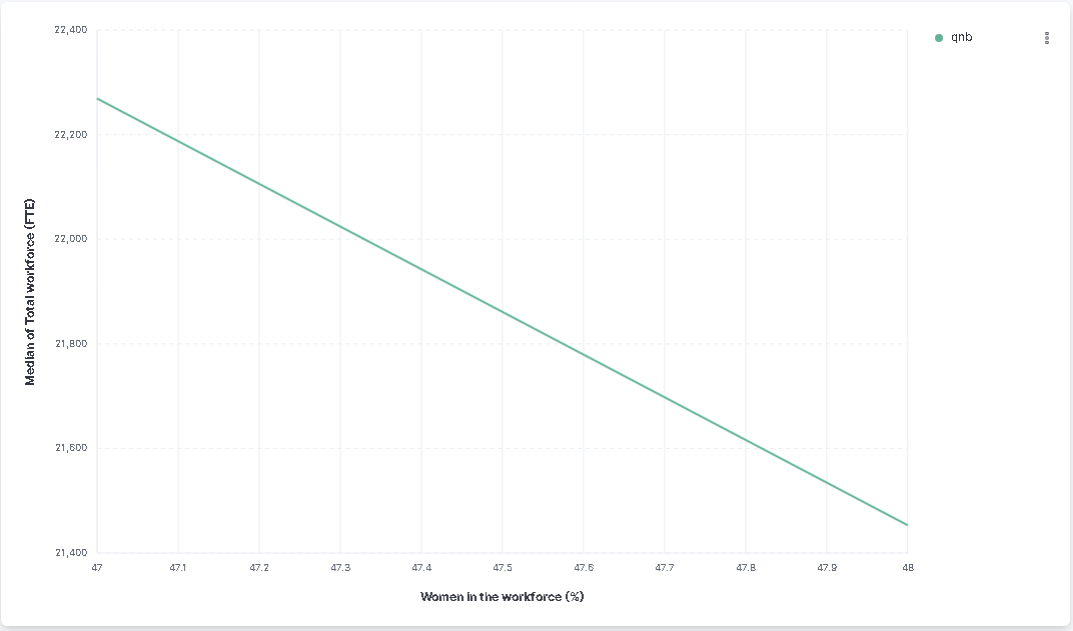 22,400
22,200
22,000
21,800
21,600
21,400
Median of Total workforce (FTE)
47 47.1 47.2 47.3 47.4 47.5 47.6 47.7 47.8 47.9 48
Women in the workforce (%)
qnb